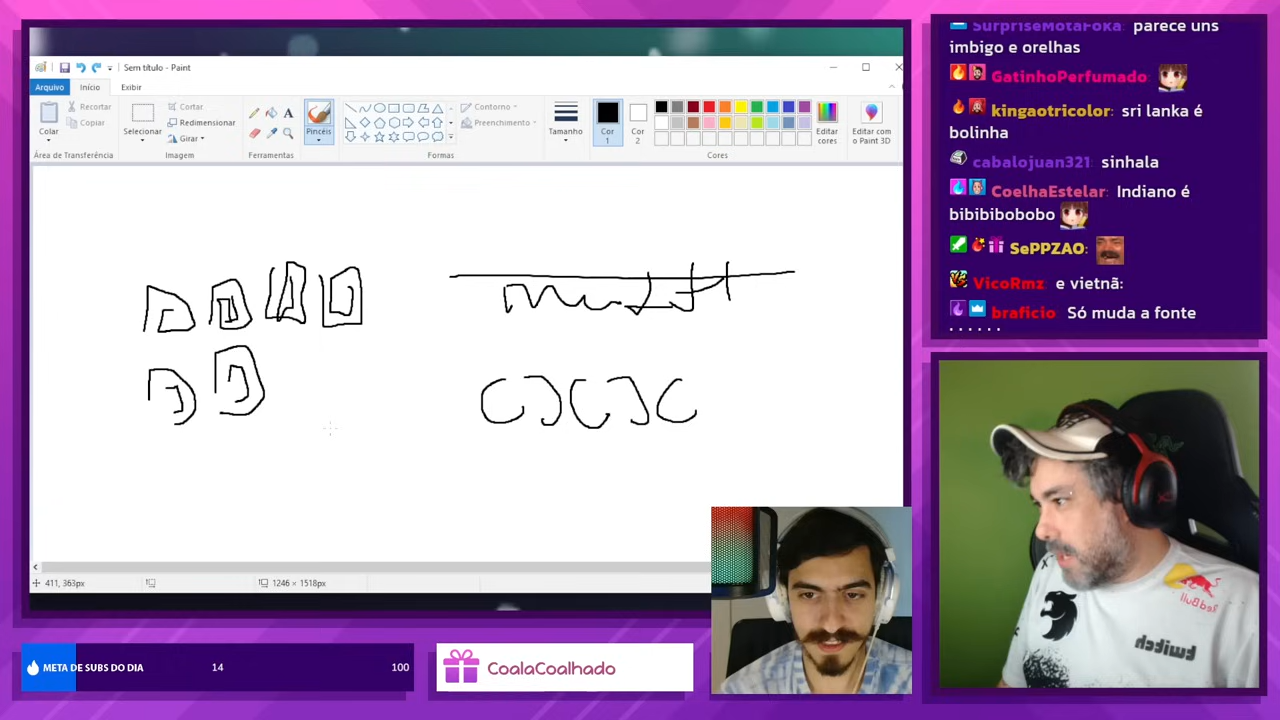 Sem título - Paint
Arquivo
Início
Exibir
Colar
Recortar
Copiar
Área de Transferência
Selecionar
Cortar
Redimensionar
Girar
Imagem
A
Ferramentas
Pincéis
Contorno
Preenchimento
Formas
Tamanho
Cor
1
Cor
2
Editar
cores
Editar com
o Paint 3D
Cores
411, 363px
1246 × 1518px
SurpriseMotaFoka: parece uns
imbigo e orelhas
GatinhoPerfumado:
kingaotricolor: sri lanka é
bolinha
cabalojuan321: sinhala
CoelhaEstelar: Indiano é
bibibibobobo
SePPZAO:
VicoRmz: e vietnã:
braficio: Só muda a fonte
......
META DE SUBS DO DIA
14
100
CoalaCoalhado
RedBull
twitch